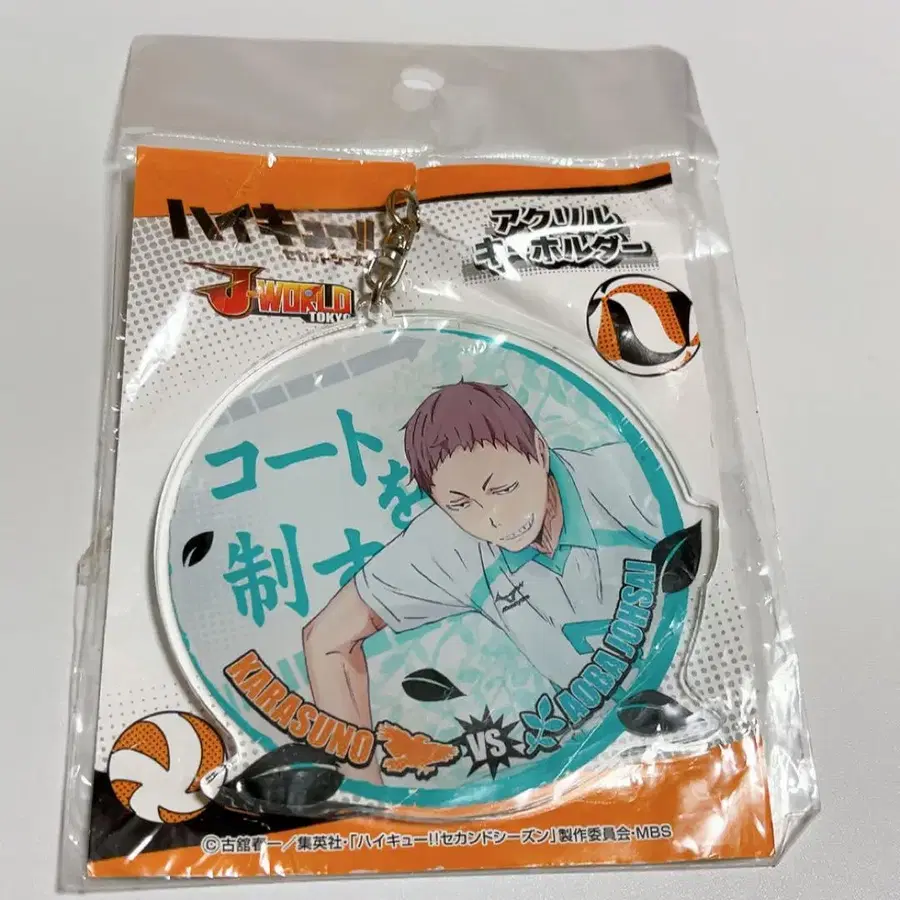 ハイキュー!!
セカンドシーズン
J-WORLD
TOKYO
アクリル
キーホルダー
コートを
制す
KARASUNO
VS
AOBA JOHSAI
©古舘春一／集英社・「ハイキュー!!セカンドシーズン」製作委員会・MBS